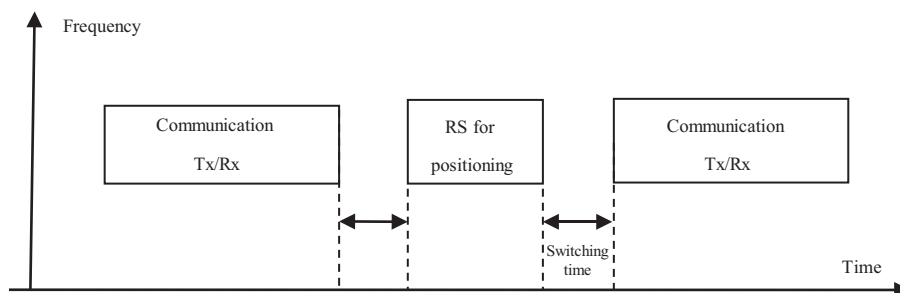 Frequency
Communication
Tx/Rx
RS for
positioning
Communication
Tx/Rx
Switching
time
Time